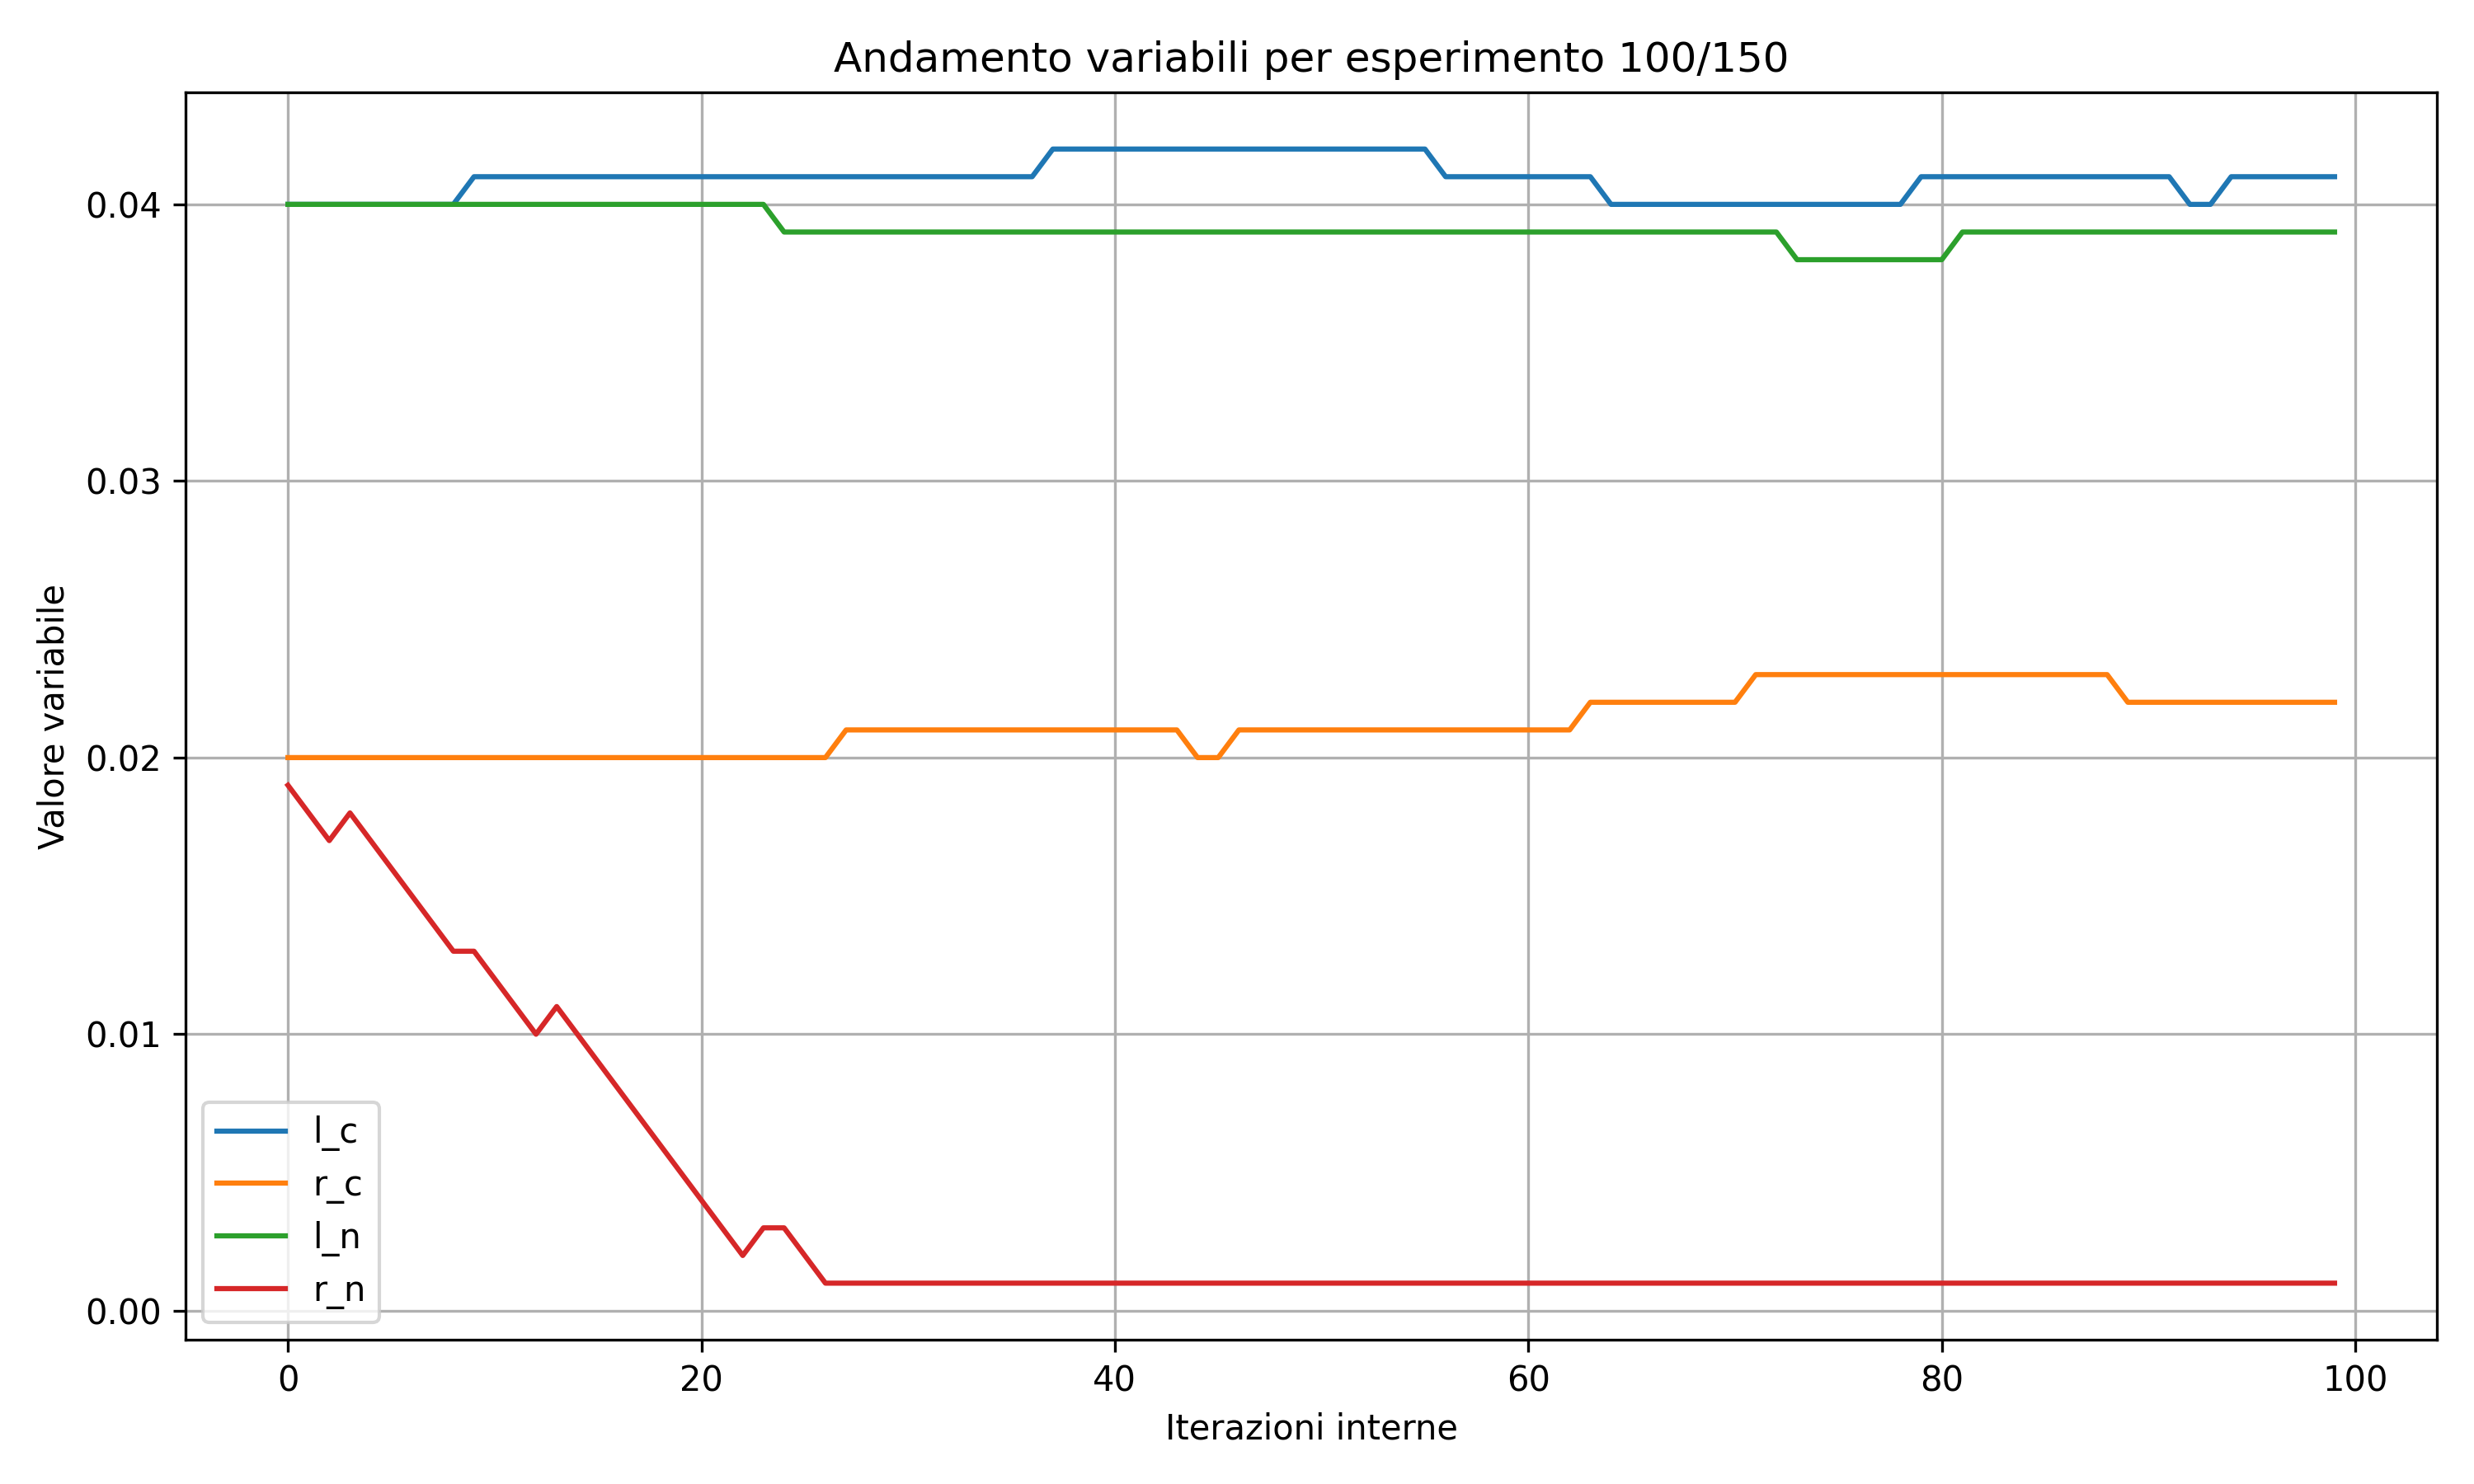 Andamento variabili per esperimento 100/150
Valore variabile
0.04
0.03
0.02
0.01
0.00
l_c
r_c
l_n
r_n
0 20 40 60 80 100
Iterazioni interne